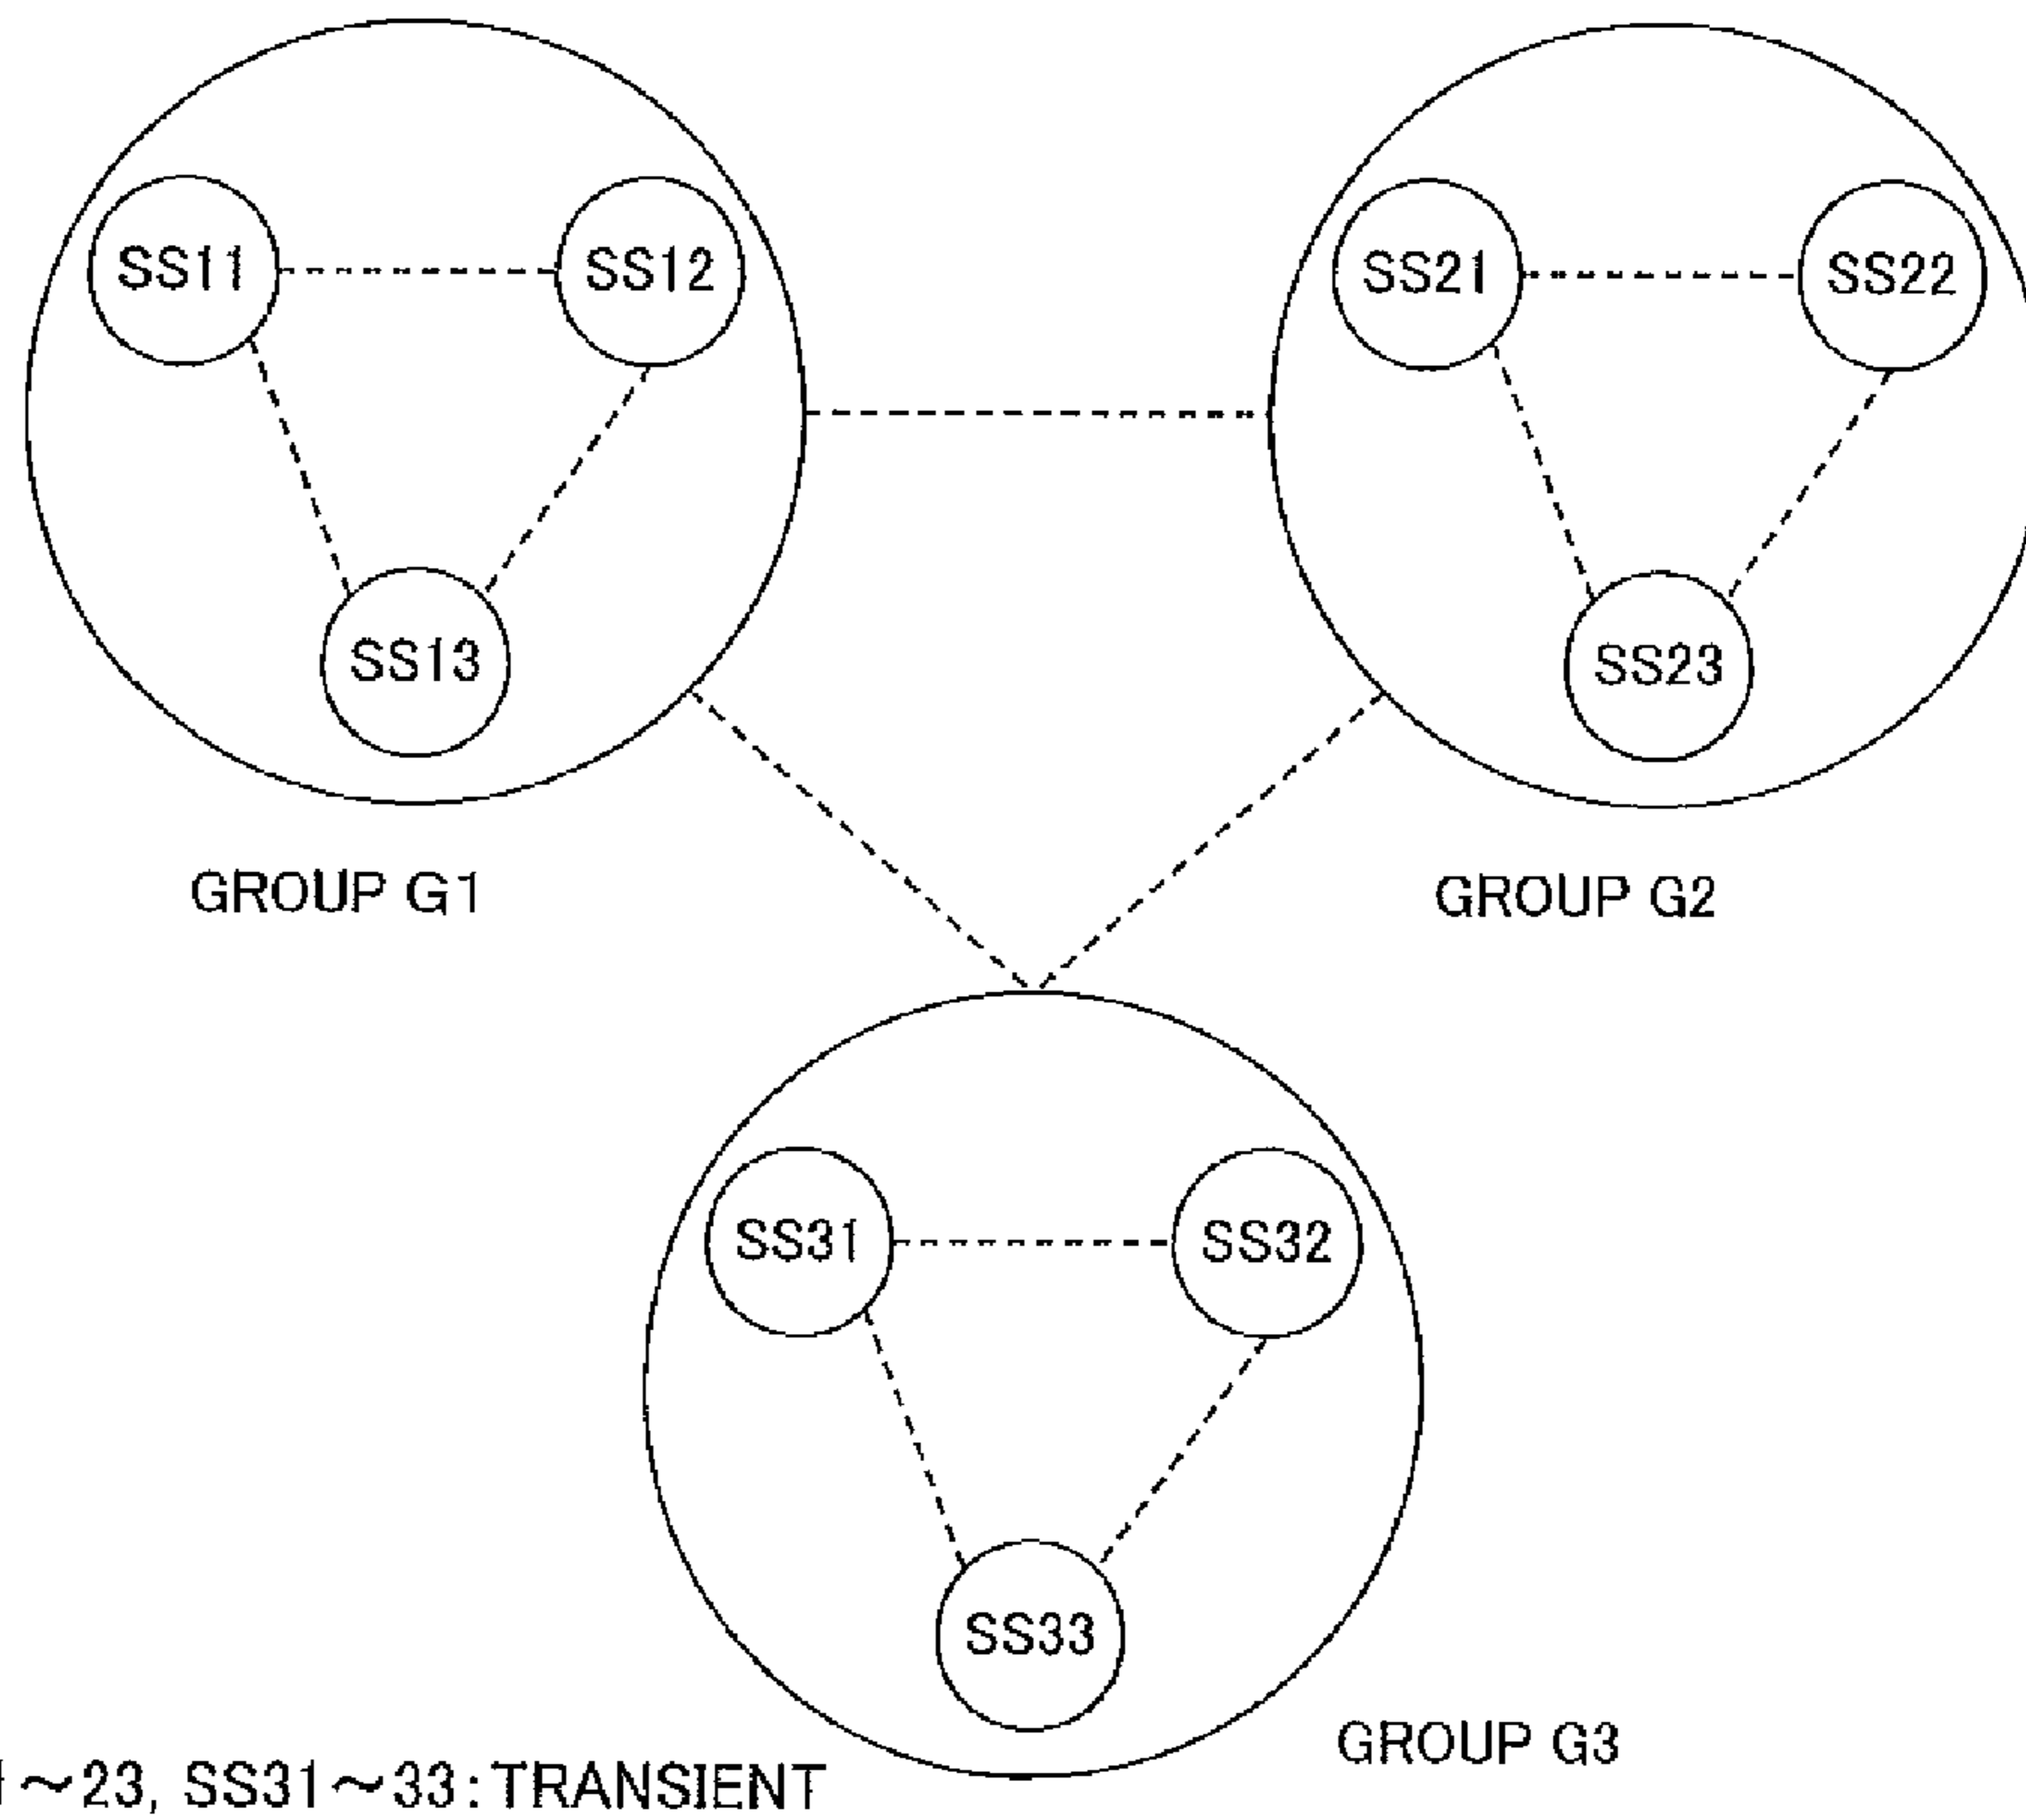 SS11
SS12
SS13
GROUP G1
SS21
SS22
SS23
GROUP G2
SS31
SS32
SS33
GROUP G3
~23, SS31~33:TRANSIENT